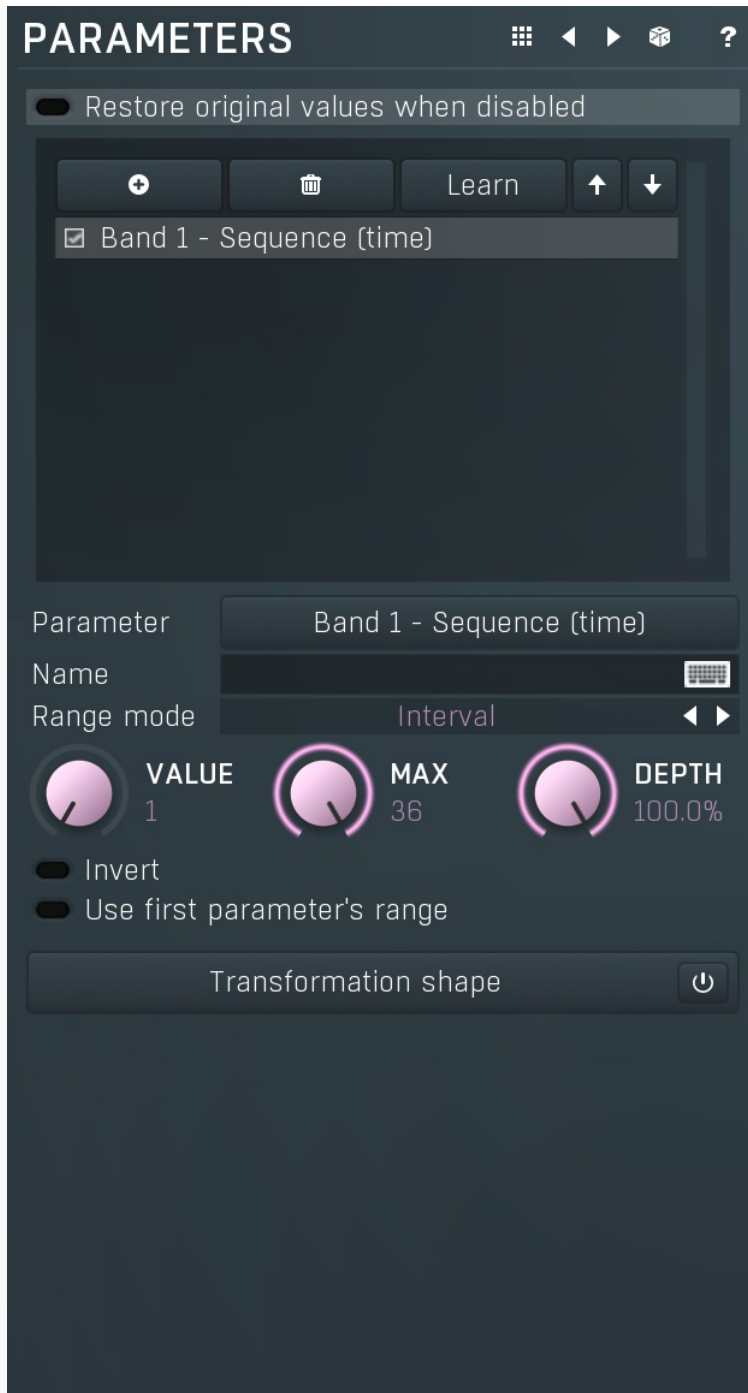 PARAMETERS ?
Restore original values when disabled
Learn
Band 1 - Sequence (time)
Parameter Band 1 - Sequence (time)
Name
Range mode Interval
VALUE MAX DEPTH
1 36 100.0%
Invert
Use first parameter's range
Transformation shape